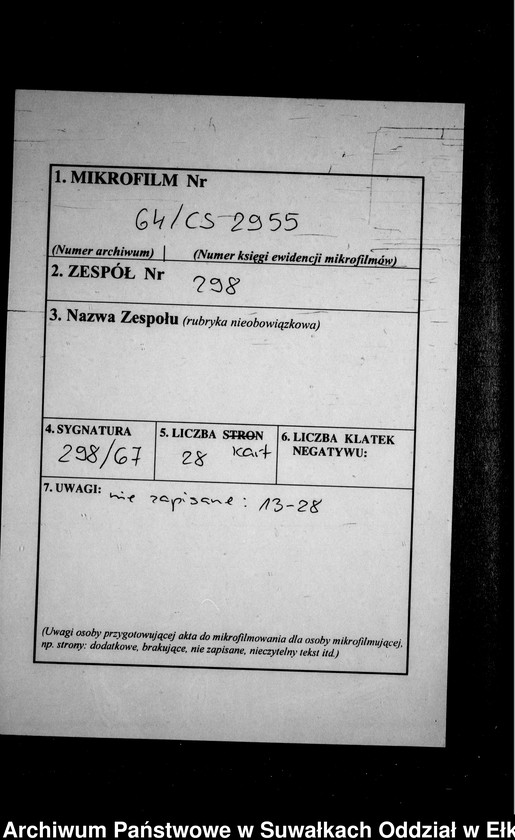 1. MIKROFILM Nr
64/CS-2955
(Numer archiwum) | (Numer księgi ewidencji mikrofilmów)
2. ZESPÓŁ Nr 298
3. Nazwa Zespołu (rubryka nieobowiązkowa)
4. SYGNATURA
298/67
5. LICZBA STRON
28 kart
6. LICZBA KLATEK
NEGATYWU:
7. UWAGI: nie zapisane: 13-28
(Uwagi osoby przygotowującej akta do mikrofilmowania dla osoby mikrofilmującej,
np. strony: dodatkowe, brakujące, nie zapisane, nieczytelny tekst itd.)
Archiwum Państwowe w Suwałkach Oddział w Ełk